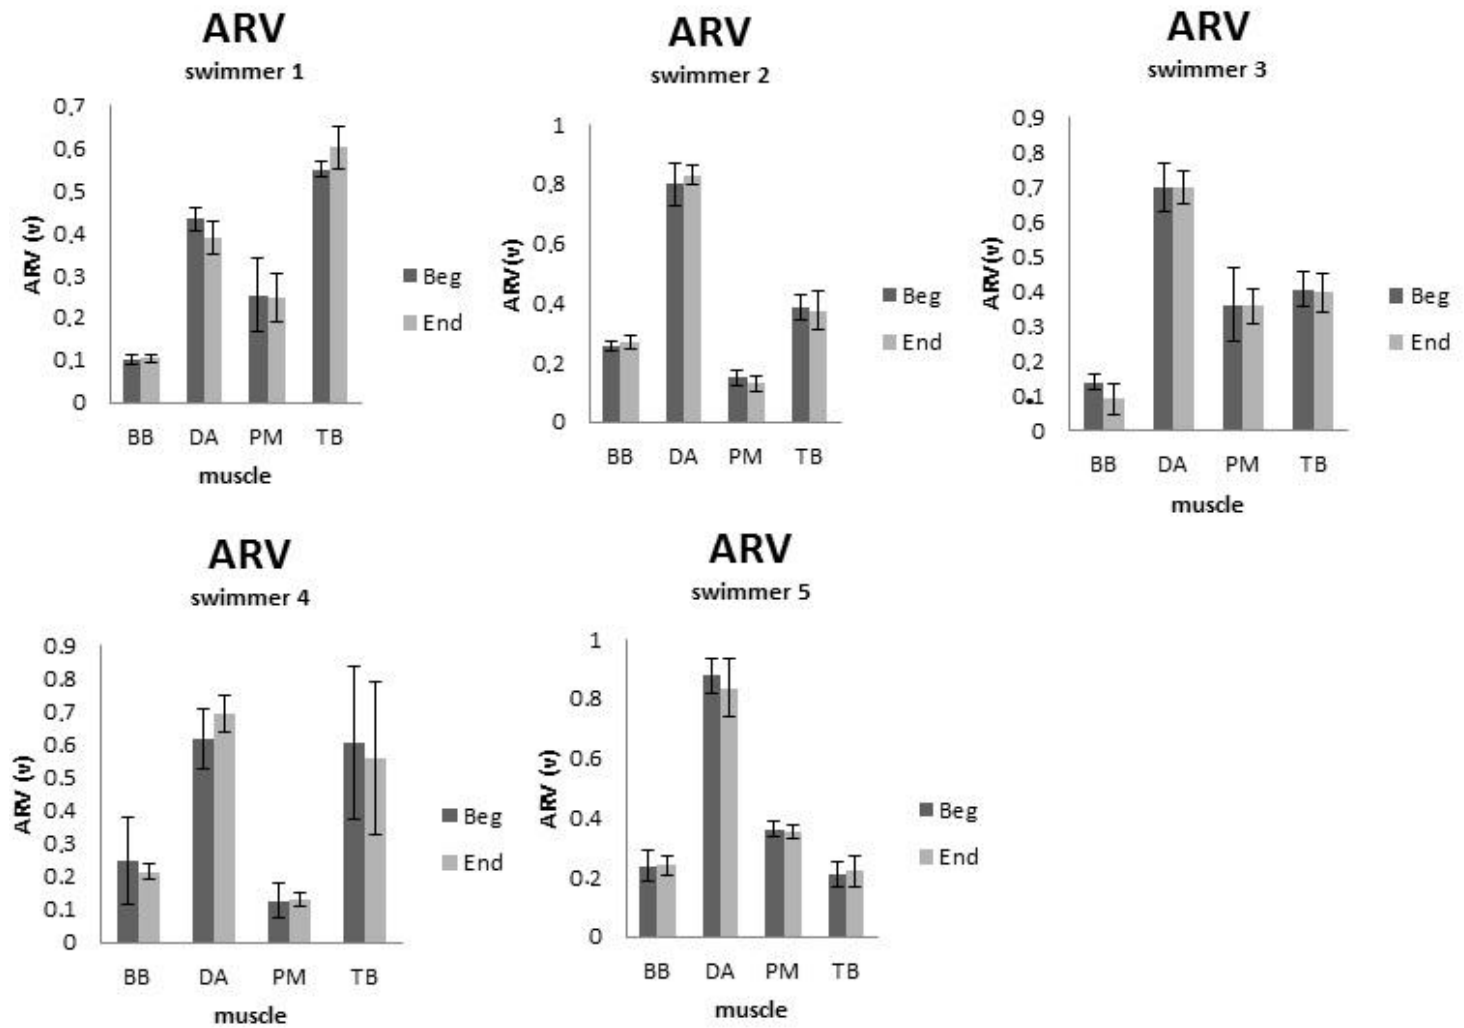 ARV
swimmer 1
0.7
0.6
0.5
0.4
0.3
0.2
0.1
0
ARV (v)
BB DA PM TB
muscle
Beg
End
ARV
swimmer 2
1
0.8
0.6
0.4
0.2
0
ARV (v)
BB DA PM TB
Beg
End
ARV
swimmer 3
0.9
0.8
0.7
0.6
0.5
0.4
0.3
0.2
0.1
0
ARV (v)
BB DA PM TB
muscle
Beg
End
ARV
swimmer 4
0.9
0.8
0.7
0.6
0.5
0.4
0.3
0.2
0.1
0
ARV (v)
BB DA PM TB
muscle
Beg
End
ARV
swimmer 5
1
0.8
0.6
0.4
0.2
0
ARV (v)
BB DA PM TB
muscle
Beg
End